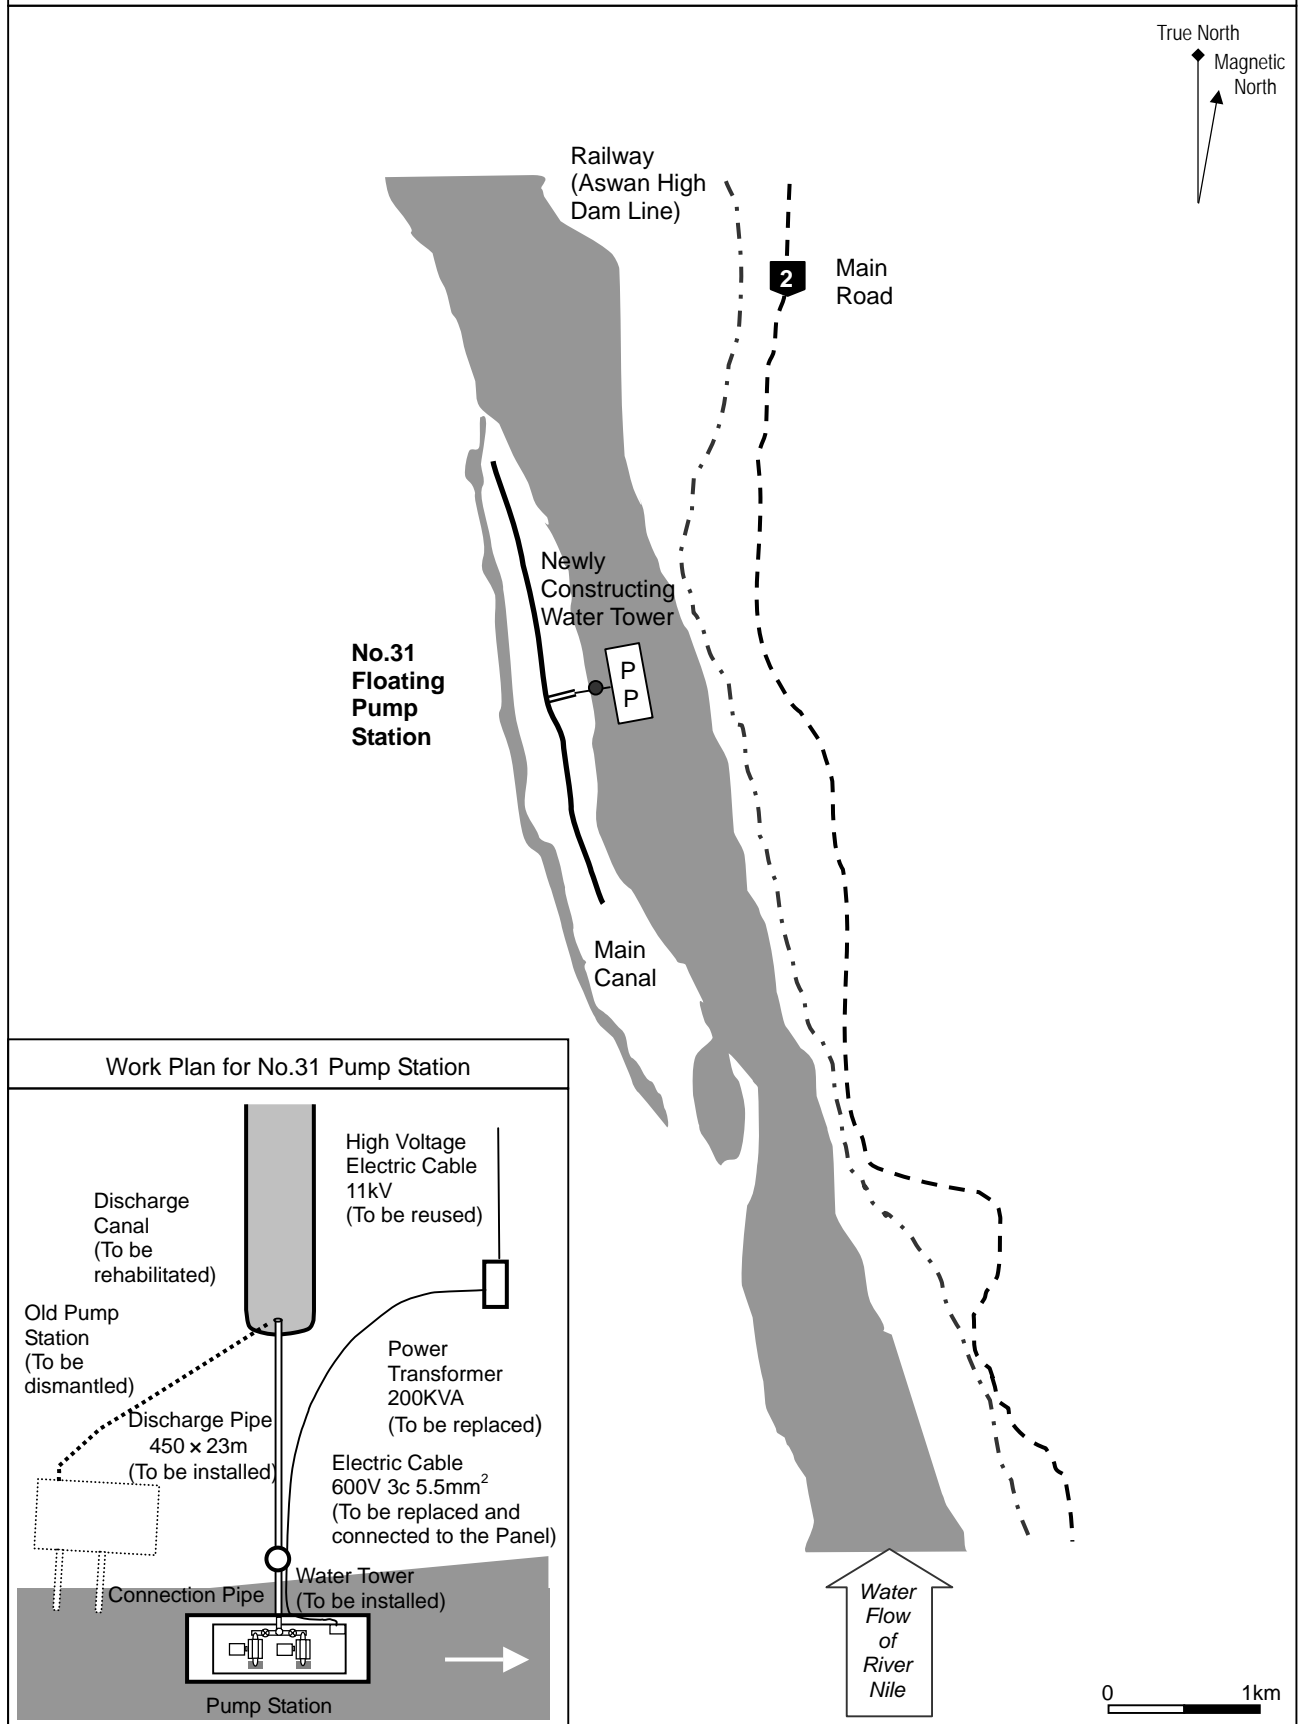 True North
Magnetic
North
Railway
(Aswan High
Dam Line)
2
Main
Road
Newly
Constructing
Water Tower
No.31
Floating
Pump
Station
P
P
Main
Canal
Work Plan for No.31 Pump Station
High Voltage
Electric Cable
11kV
(To be reused)
Discharge
Canal
(To be
rehabilitated)
Old Pump
Station
(To be
dismantled)
Power
Transformer
200KVA
(To be replaced)
Discharge Pipe
450 × 23m
(To be installed)
Electric Cable
600V 3c 5.5mm²
(To be replaced and
connected to the Panel)
Water Tower
(To be installed)
Connection Pipe
Pump Station
Water
Flow
of
River
Nile
0 1km